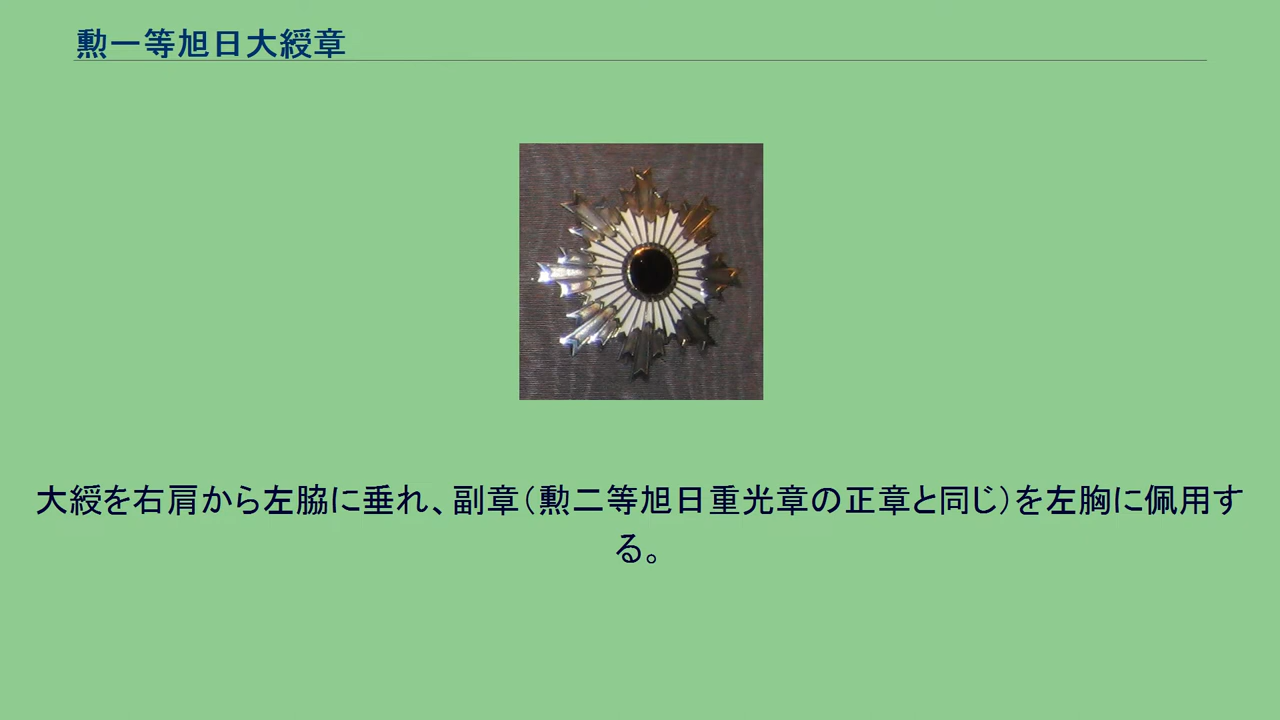 勲一等旭日大綬章
大綬を右肩から左脇に垂れ、副章（勲二等旭日重光章の正章と同じ）を左胸に佩用す
る。